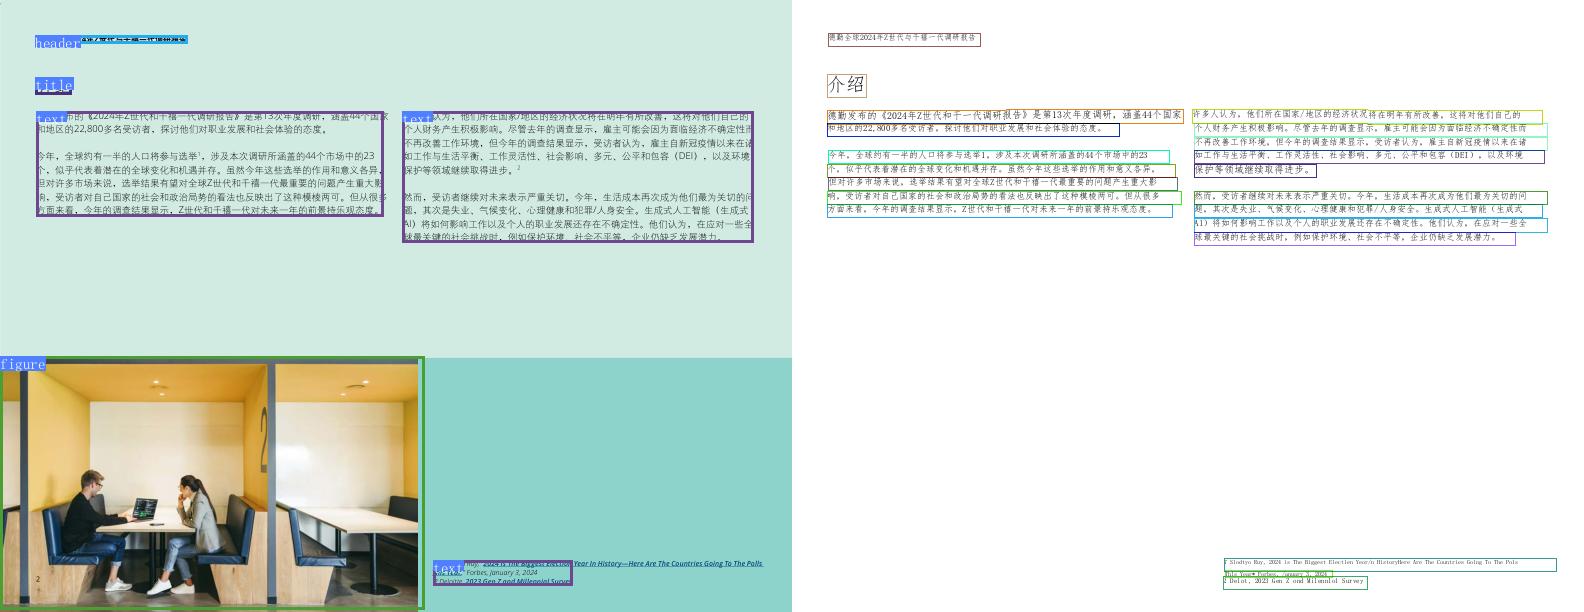 header
Z世代与千禧一代调研报告
title
text
布的《2024年Z世代和千禧一代调研报告》是第13次年度调研，涵盖44个国家
和地区的22,800多名受访者，探讨他们对职业发展和社会体验的态度。
今年，全球约有一半的人口将参与选举¹，涉及本次调研所涵盖的44个市场中的23
个，似乎代表着潜在的全球变化和机遇并存。虽然今年这些选举的作用和意义各异，
但对许多市场来说，选举结果有望对全球Z世代和千禧一代最重要的问题产生重大影
响，受访者对自己国家的社会和政治局势的看法也反映出了这种模棱两可。但从很多
方面来看，今年的调查结果显示，Z世代和千禧一代对未来一年的前景持乐观态度。
text
认为，他们所在国家/地区的经济状况将在明年有所改善，这将对他们自己的
个人财务产生积极影响。尽管去年的调查显示，雇主可能会因为面临经济不确定性而
不再改善工作环境，但今年的调查结果显示，受访者认为，雇主自新冠疫情以来在诸
如工作与生活平衡、工作灵活性、社会影响、多元、公平和包容（DEI），以及环境
保护等领域继续取得进步。²
然而，受访者继续对未来表示严重关切。今年，生活成本再次成为他们最为关切的问
题，其次是失业、气候变化、心理健康和犯罪/人身安全。生成式人工智能（生成式
AI）将如何影响工作以及个人的职业发展还存在不确定性。他们认为，在应对一些全
球最关键的社会挑战时，例如保护环境、社会不平等，企业仍缺乏发展潜力。
figure
2
2
text
2024 Is The Biggest Election Year In History—Here Are The Countries Going To The Polls
Forbes, January 3, 2024
Deloitte, 2023 Gen Z and Millennial Survey
德勤全球2024年Z世代与千禧一代调研报告
介绍
德勤发布的《2024年Z世代和千一代调研报告》是第13次年度调研，涵盖44个国家
和地区的22,800多名受访者，探讨他们对职业发展和社会体验的态度。
今年，全球约有一半的人口将参与选举1，涉及本次调研所涵盖的44个市场中的23
个，似乎代表着潜在的全球变化和机遇并存。虽然今年这些选举的作用和意义各异。
但对许多市场来说，选举结果有望对全球Z世代和千禧一代最重要的问题产生重大影
响，受访者对自己国家的社会和政治局势的看法也反映出了这种模棱两可。但从很多
方面来看，今年的调查结果显示，Z世代和千禧一代对未来一年的前景持乐观态度。
许多人认为，他们所在国家/地区的经济状况将在明年有所改善，这将对他们自己的
个人财务产生积极影响。尽管去年的调查显示，雇主可能会因为面临经济不确定性而
不再改善工作环境，但今年的调查结果显示，受访者认为，雇主自新冠疫情以来在诸
如工作与生活平衡、工作灵活性、社会影响、多元、公平和包容（DEI），以及环境
保护等领域继续取得进步。
然而，受访者继续对未来表示严重关切。今年，生活成本再次成为他们最为关切的问
题，其次是失业、气候变化、心理健康和犯罪/人身安全。生成式人工智能（生成式
AI）将如何影响工作以及个人的职业发展还存在不确定性。他们认为，在应对一些全
球最关键的社会挑战时，例如保护环境、社会不平等，企业仍缺乏发展潜力。
2024 is The Biggest Electlen Year/n HistoryHere Are The Countries Going To The Pols
This Year* Forbes, /anuary 3, 2024
2 Deiot, 2023 Gen Z ond Milennlol Survey